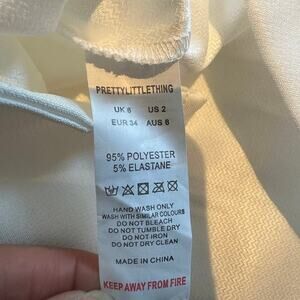 PRETTYLITTLETHING
UK 6 US 2
EUR 34 AUS 6
95% POLYESTER
5% ELASTANE
HAND WASH ONLY
WASH WITH SIMILAR COLOURS
DO NOT BLEACH
DO NOT TUMBLE DRY
DO NOT IRON
DO NOT DRY CLEAN
MADE IN CHINA
KEEP AWAY FROM FIRE